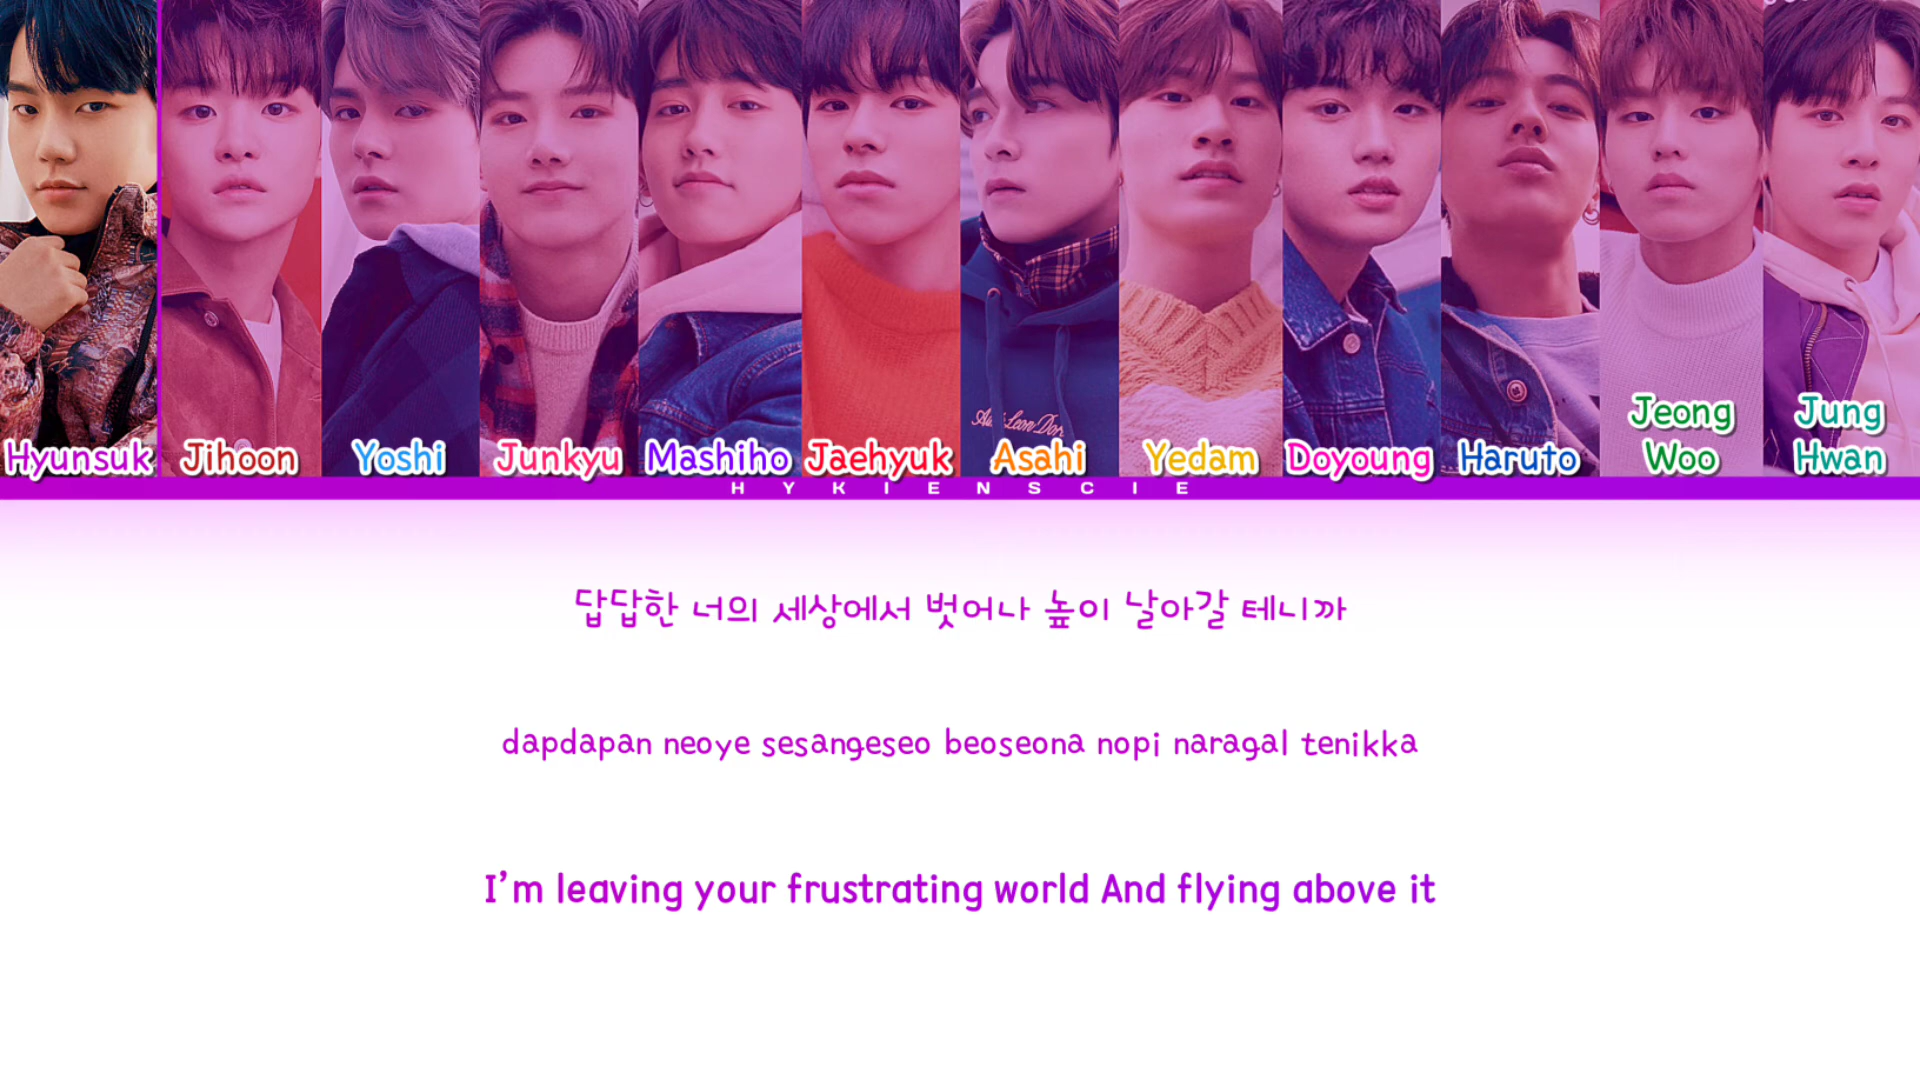 Hyunsuk Jihoon Yoshi Junkyu Mashiho Jaehyuk Asahi Yedam Doyoung Haruto Jeong Woo Jung Hwan
HYKIENSCIE
답답한 너의 세상에서 벗어나 높이 날아갈 테니까
dapdapan neoye sesangeseo beoseona nopi naragal tenikka
I'm leaving your frustrating world And flying above it